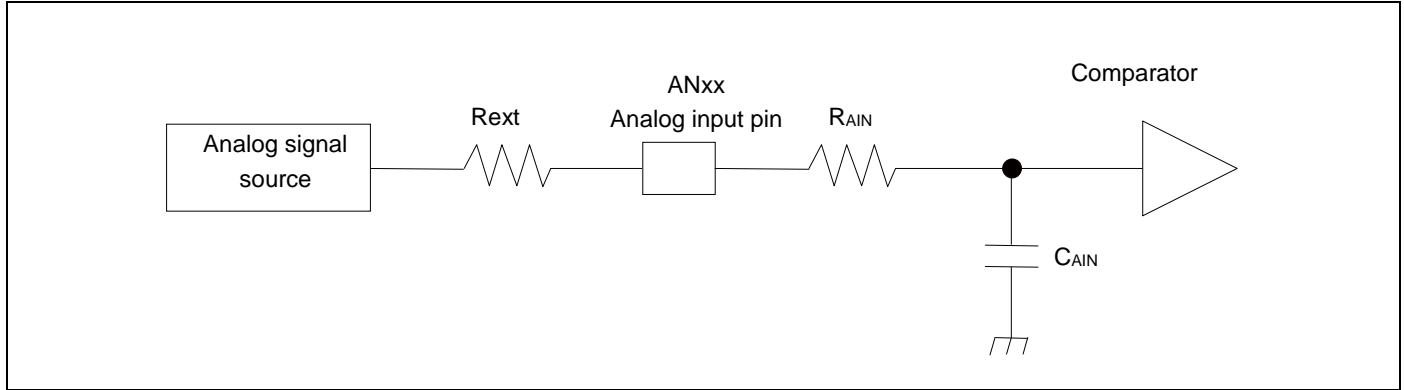 Analog signal
source
Rext
ANxx
Analog input pin
RAIN
Comparator
CAIN